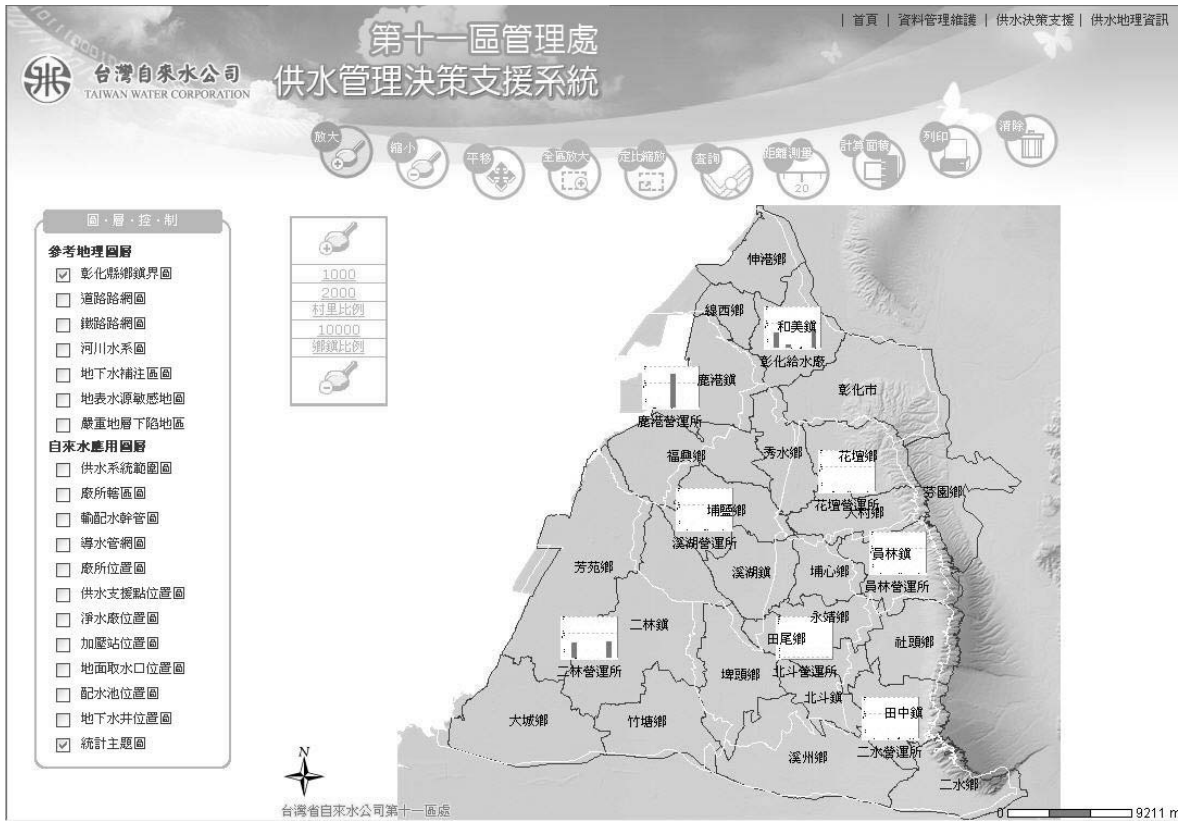 | 首頁 | 資料管理維護 | 供水決策支援 | 供水地理資訊
第十一區管理處
供水管理決策支援系統
台灣自來水公司
TAIWAN WATER CORPORATION
放大
縮小
平移
全區放大
定比縮放
查詢
距離測量
20
計算面積
列印
清除
圖‧層‧控‧制
參考地理圖層
彰化縣鄉鎮界圖
道路路網圖
鐵路路網圖
河川水系圖
地下水補注區圖
地表水源敏感地圖
嚴重地層下陷地區
自來水應用圖層
供水系統範圍圖
廠所轄區圖
輸配水幹管圖
導水管網圖
廠所位置圖
供水支援點位置圖
淨水廠位置圖
加壓站位置圖
地面取水口位置圖
配水池位置圖
地下水井位置圖
統計主題圖
1000
2000
村里比例
10000
鄉鎮比例
伸港鄉
線西鄉
和美鎮
彰化給水廠
鹿港鎮
彰化市
鹿港營運所
福興鄉
秀水鄉
花壇鄉
芬園鄉
埔鹽鄉
花壇營運所
大村鄉
溪湖營運所
員林鎮
芳苑鄉
溪湖鎮
埔心鄉
員林營運所
二林鎮
永靖鄉
田尾鄉
社頭鄉
二林營運所
埤頭鄉
北斗營運所
北斗鎮
田中鎮
大城鄉
竹塘鄉
二水營運所
溪州鄉
二水鄉
N
台灣省自來水公司第十一區處
0
9211 m